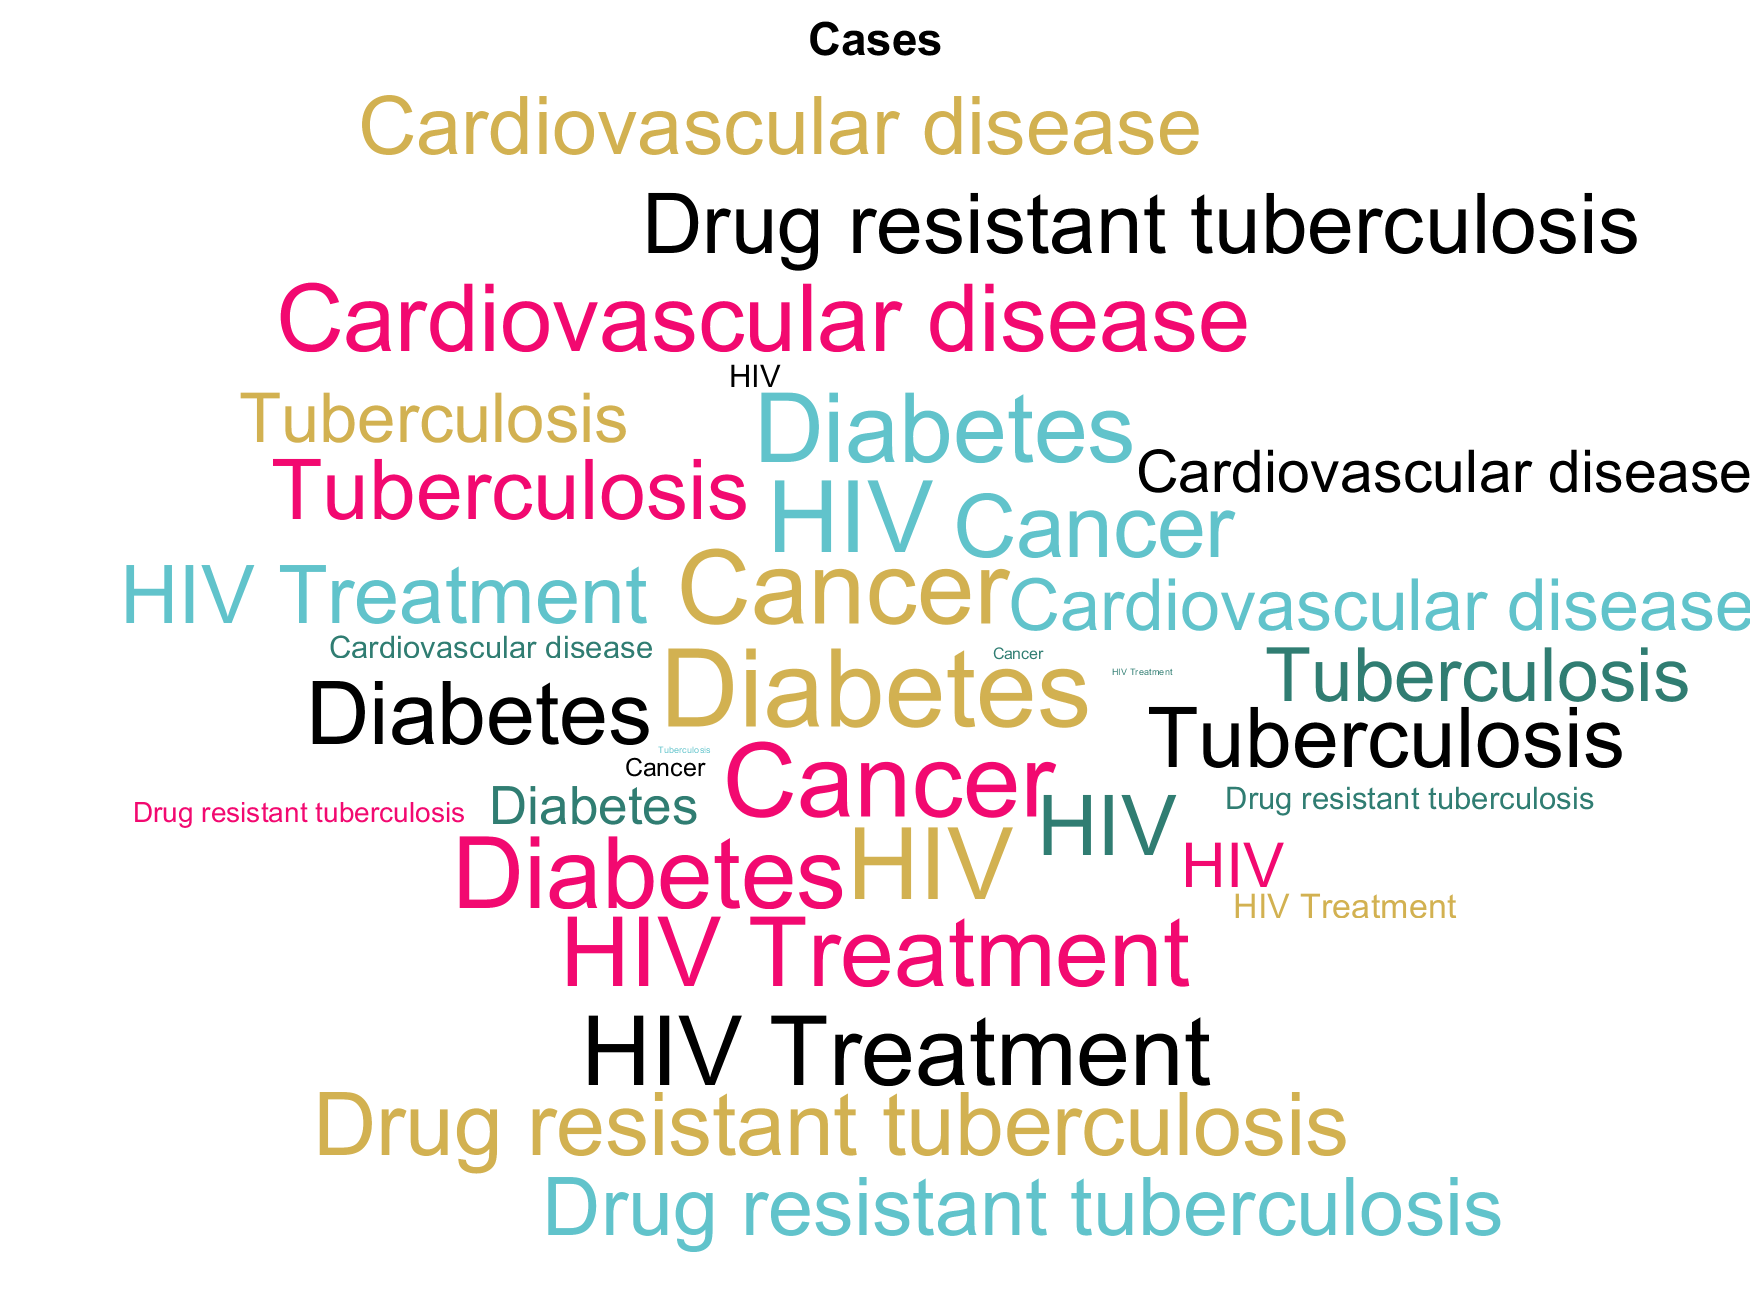 Cases
Cardiovascular disease
Drug resistant tuberculosis
Cardiovascular disease
HIV
Tuberculosis
Diabetes
Cardiovascular disease
Tuberculosis
HIV
Cancer
HIV Treatment
Cancer
Cardiovascular disease
Cardiovascular disease
Diabetes
Cancer
HIV Treatment
Tuberculosis
Diabetes
Tuberculosis
Tuberculosis
Cancer
Cancer
Drug resistant tuberculosis
Diabetes
HIV
Drug resistant tuberculosis
Diabetes
HIV
HIV
HIV Treatment
HIV Treatment
HIV Treatment
Drug resistant tuberculosis
Drug resistant tuberculosis